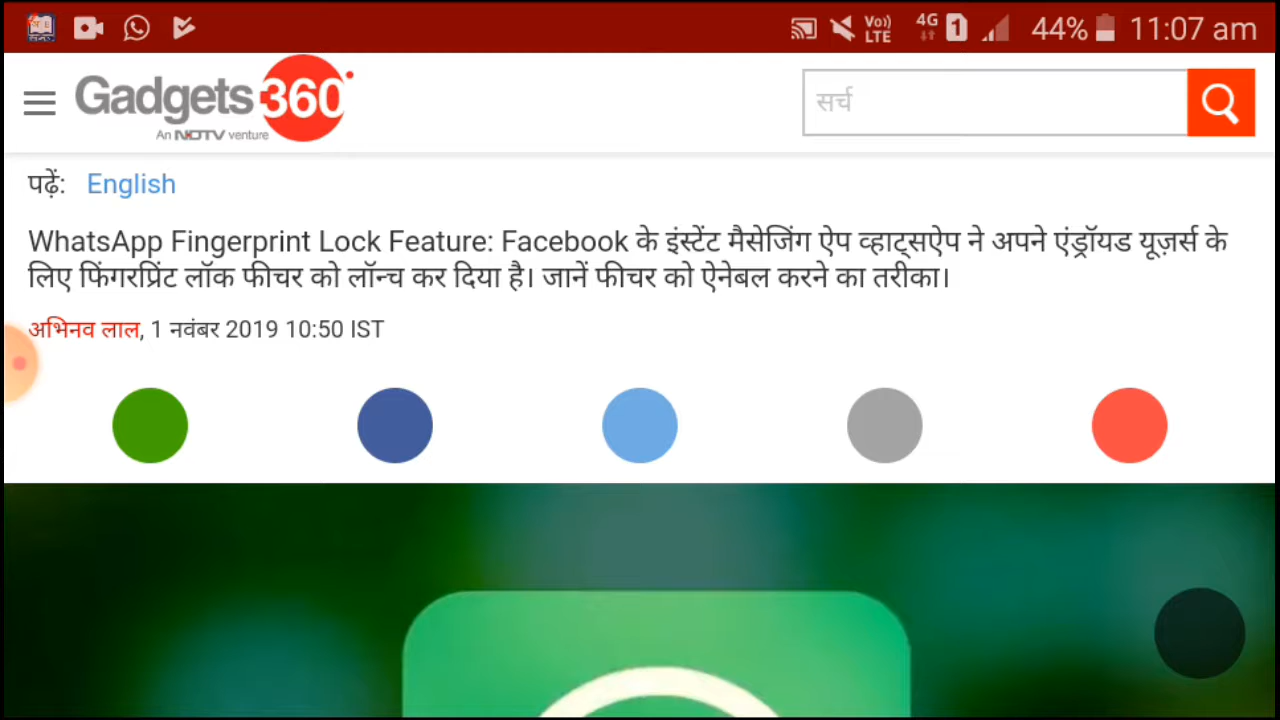 Vo)) LTE 4G 1 44% 11:07 am
Gadgets 360
An NDTV venture
सर्च
पढ़ें: English
WhatsApp Fingerprint Lock Feature: Facebook के इंस्टेंट मैसेजिंग ऐप व्हाट्सऐप ने अपने एंड्रॉयड यूज़र्स के
लिए फिंगरप्रिंट लॉक फीचर को लॉन्च कर दिया है। जानें फीचर को ऐनेबल करने का तरीका।
अभिनव लाल, 1 नवंबर 2019 10:50 IST